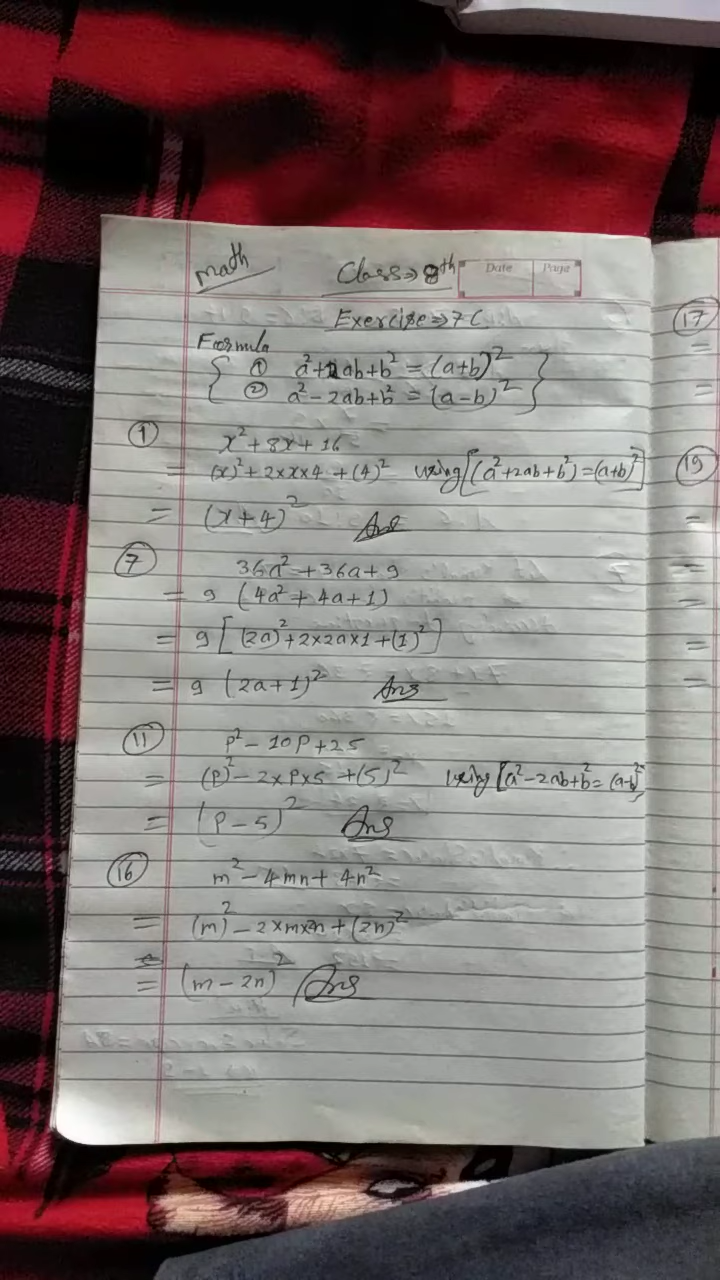 math
Class⇒ 8th
Date Page
Exercise ⇒ 7C
Formula
① a²+2ab+b² = (a+b)²
② a²-2ab+b² = (a-b)²
① x²+8x+16
= (x)²+2×x×4+(4)² using[(a²+2ab+b²)=(a+b)²]
= (x+4)² Ans
⑦ 36a²+36a+9
= 9 (4a²+4a+1)
= 9[(2a)²+2×2a×1+(1)²]
= 9 (2a+1)² Ans
⑪ P²-10P+25
= (P)²-2×P×5+(5)² using [a²-2ab+b²=(a-b)²
= (P-5)² Ans
⑯ m²-4mn+4n²
= (m)²-2×m×2n+(2n)²
=
= (m-2n)² Ans
⑰
=
=
⑲
=
=
=
=
=